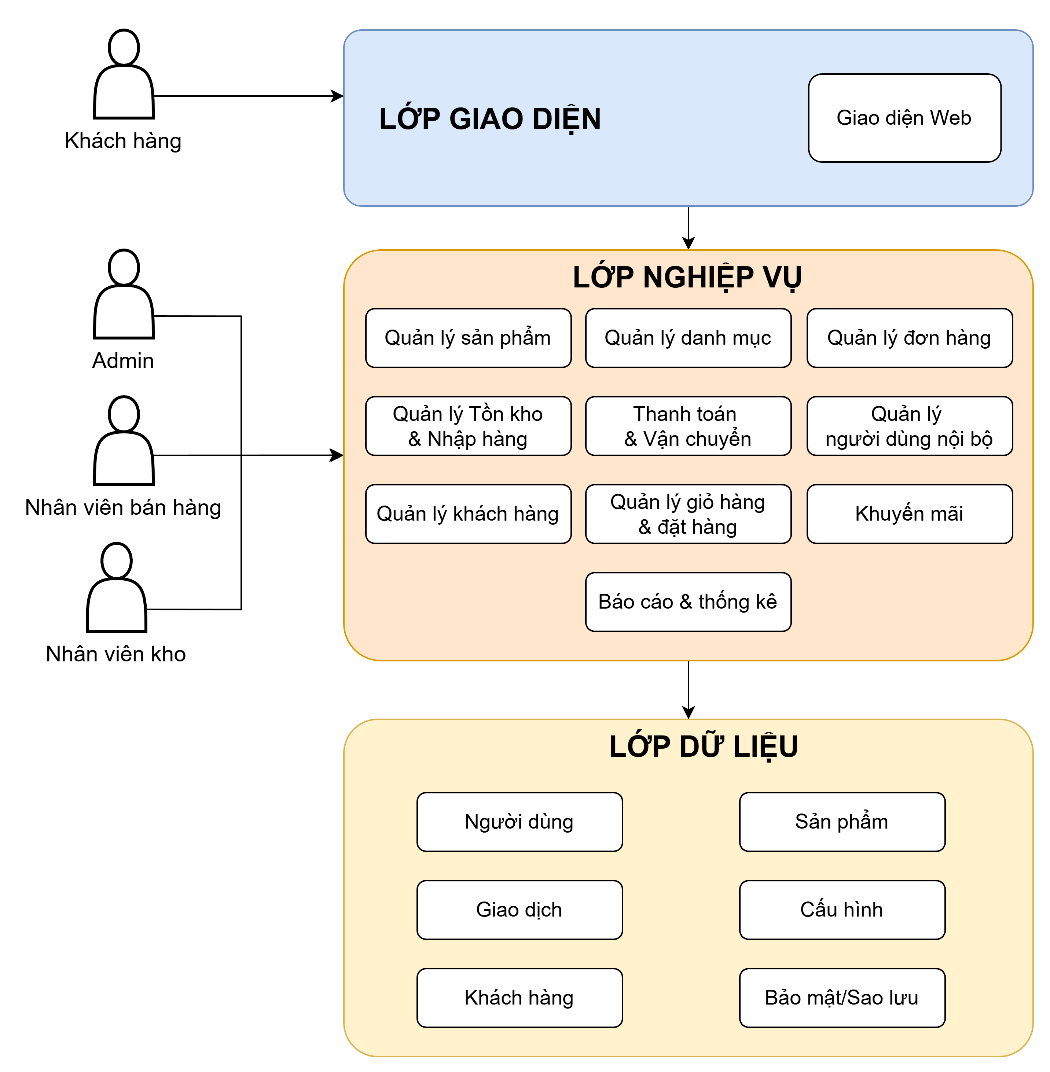 Khách hàng
LỚP GIAO DIỆN
Giao diện Web
Admin
Nhân viên bán hàng
Nhân viên kho
LỚP NGHIỆP VỤ
Quản lý sản phẩm
Quản lý danh mục
Quản lý đơn hàng
Quản lý Tồn kho
& Nhập hàng
Thanh toán
& Vận chuyển
Quản lý
người dùng nội bộ
Quản lý khách hàng
Quản lý giỏ hàng
& đặt hàng
Khuyến mãi
Báo cáo & thống kê
LỚP DỮ LIỆU
Người dùng
Sản phẩm
Giao dịch
Cấu hình
Khách hàng
Bảo mật/Sao lưu